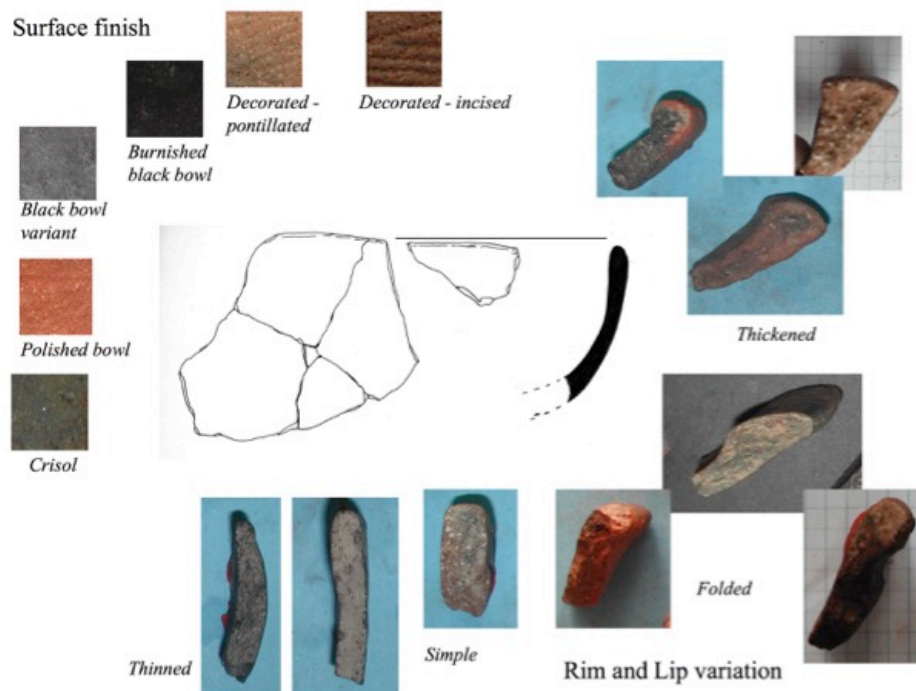 Surface finish
Decorated -
pontillated
Decorated - incised
Burnished
black bowl
Black bowl
variant
Polished bowl
Crisol
Thickened
Folded
Simple
Thinned
Rim and Lip variation